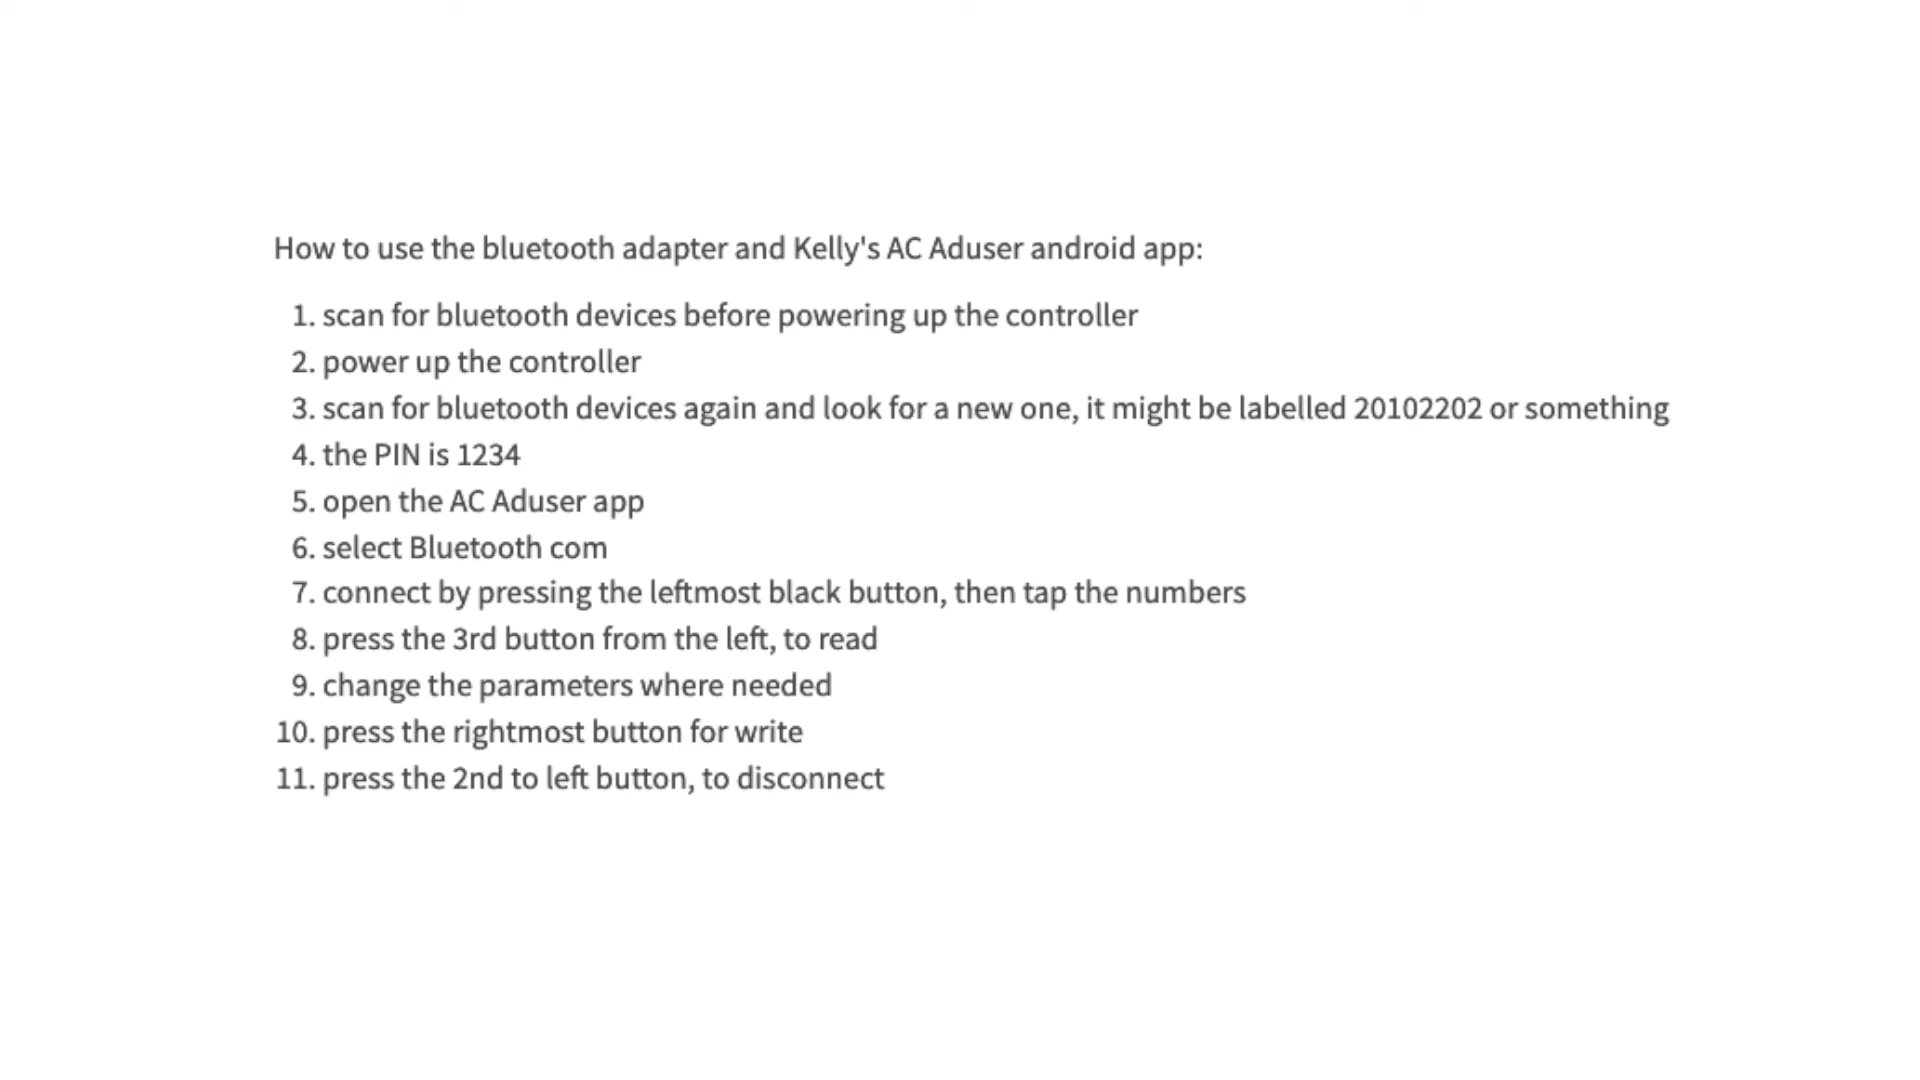 How to use the bluetooth adapter and Kelly's AC Aduser android app:
1. scan for bluetooth devices before powering up the controller
2. power up the controller
3. scan for bluetooth devices again and look for a new one, it might be labelled 20102202 or something
4. the PIN is 1234
5. open the AC Aduser app
6. select Bluetooth com
7. connect by pressing the leftmost black button, then tap the numbers
8. press the 3rd button from the left, to read
9. change the parameters where needed
10. press the rightmost button for write
11. press the 2nd to left button, to disconnect